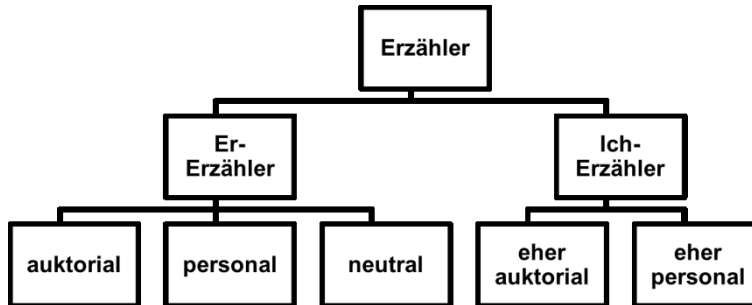 Erzähler
Er-
Erzähler
Ich-
Erzähler
auktorial
personal
neutral
eher
auktorial
eher
personal